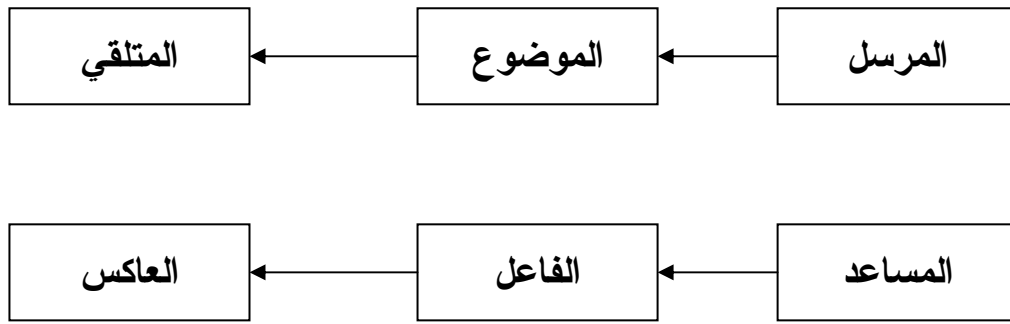 المرسل الموضوع المتلقي
المساعد الفاعل العاكس